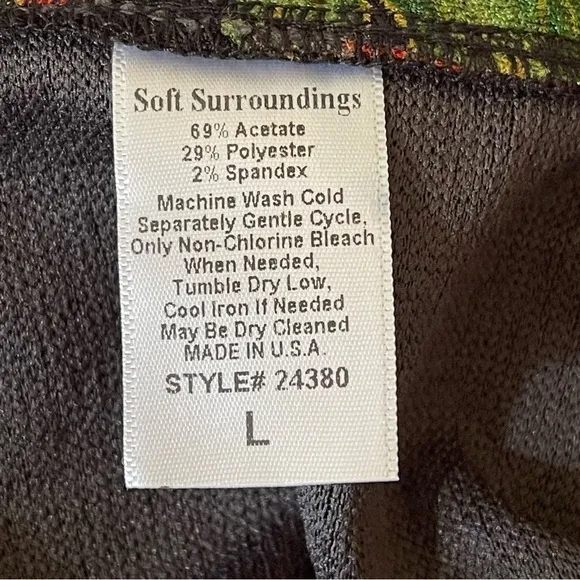 Soft Surroundings
69% Acetate
29% Polyester
2% Spandex
Machine Wash Cold
Separately Gentle Cycle,
Only Non-Chlorine Bleach
When Needed,
Tumble Dry Low,
Cool Iron If Needed
May Be Dry Cleaned
MADE IN U.S.A.
STYLE# 24380
L